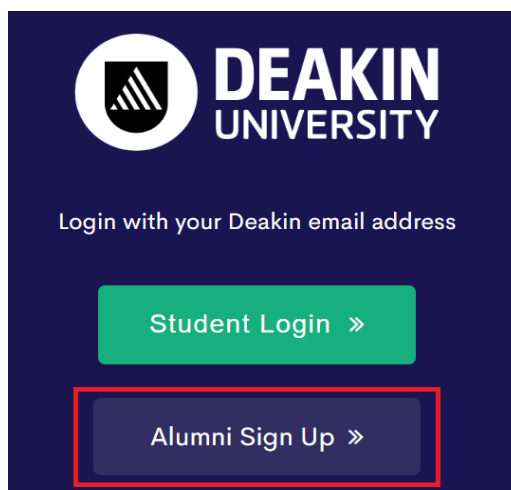 DEAKIN
UNIVERSITY
Login with your Deakin email address
Student Login »
Alumni Sign Up »